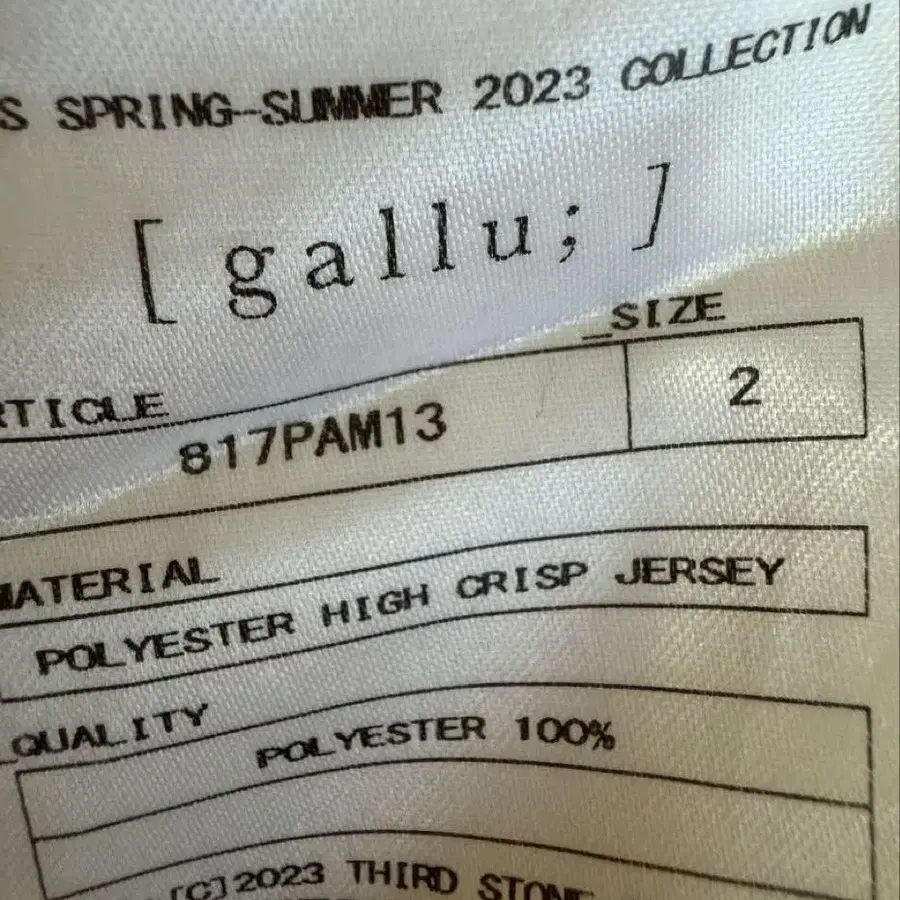 S SPRING-SUMMER 2023 COLLECTION
[ gallu; ]
_SIZE
RTICLE
817PAM13
2
MATERIAL
POLYESTER HIGH CRISP JERSEY
_QUALITY
POLYESTER 100%
[C]2023 THIRD STONE